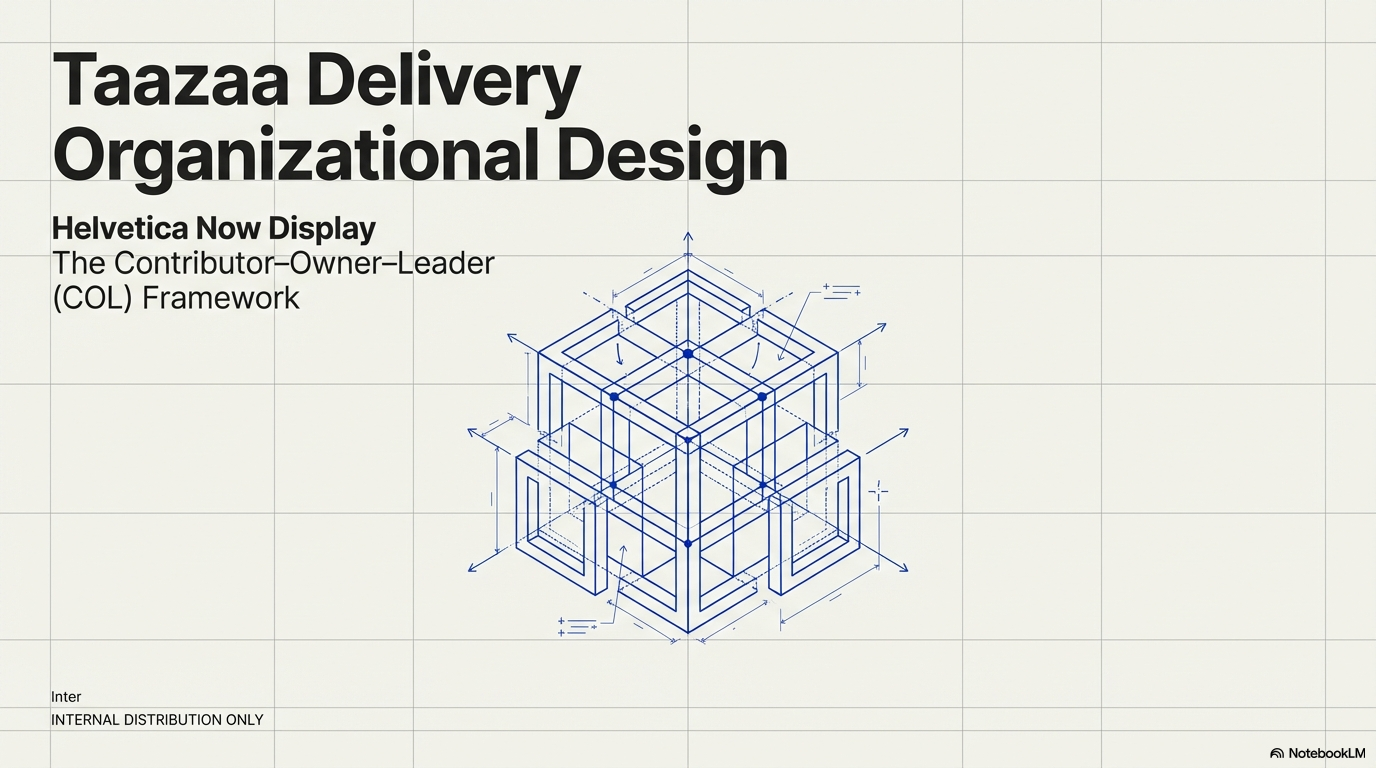 Taazaa Delivery
Organizational Design
Helvetica Now Display
The Contributor–Owner–Leader
(COL) Framework
Inter
INTERNAL DISTRIBUTION ONLY
NotebookLM